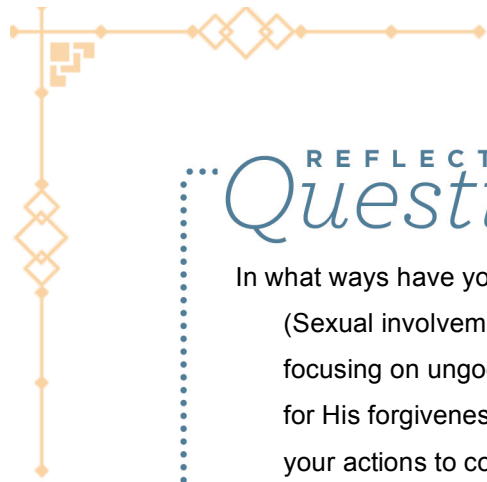 REFLECT
Questi
In what ways have yo
(Sexual involvem
focusing on ungo
for His forgivenes
your actions to co